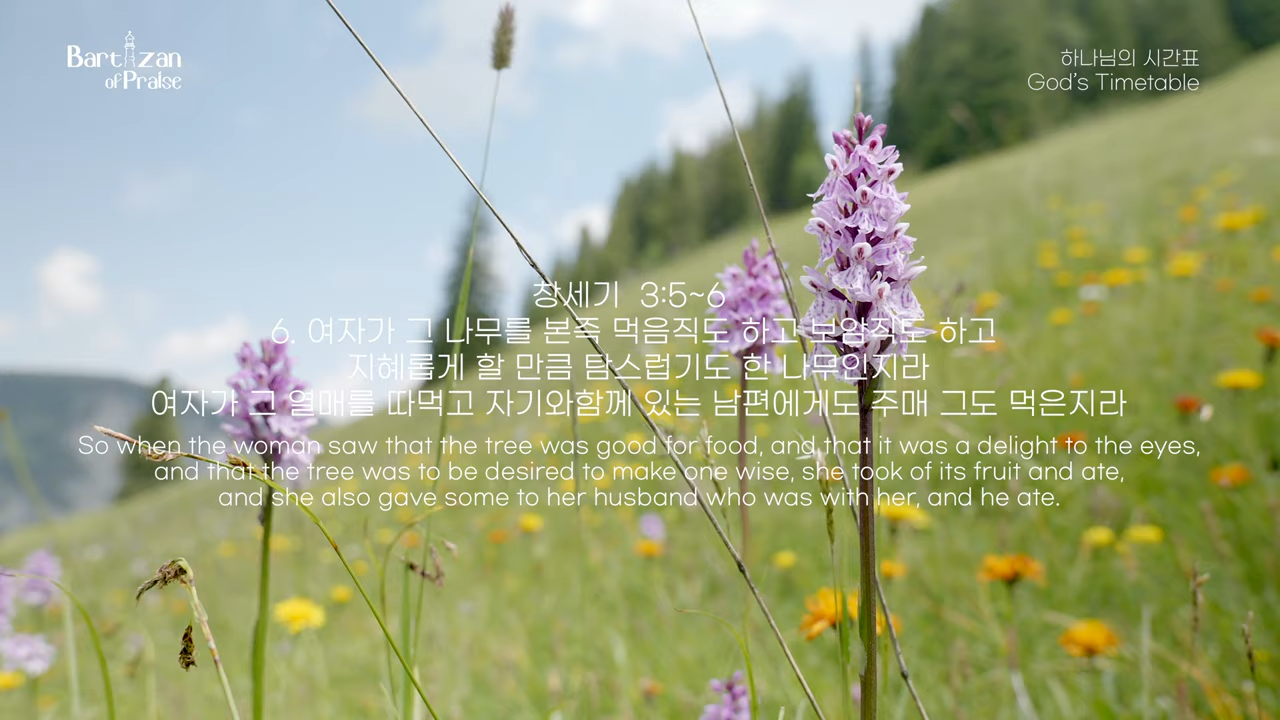 Bartizan
of Praise
하나님의 시간표
God's Timetable
창세기 3:5~6
6. 여자가 그 나무를 본즉 먹음직도 하고 보암직도 하고
지혜롭게 할 만큼 탐스럽기도 한 나무인지라
여자가 그 열매를 따먹고 자기와함께 있는 남편에게도 주매 그도 먹은지라
So when the woman saw that the tree was good for food, and that it was a delight to the eyes,
and that the tree was to be desired to make one wise, she took of its fruit and ate,
and she also gave some to her husband who was with her, and he ate.